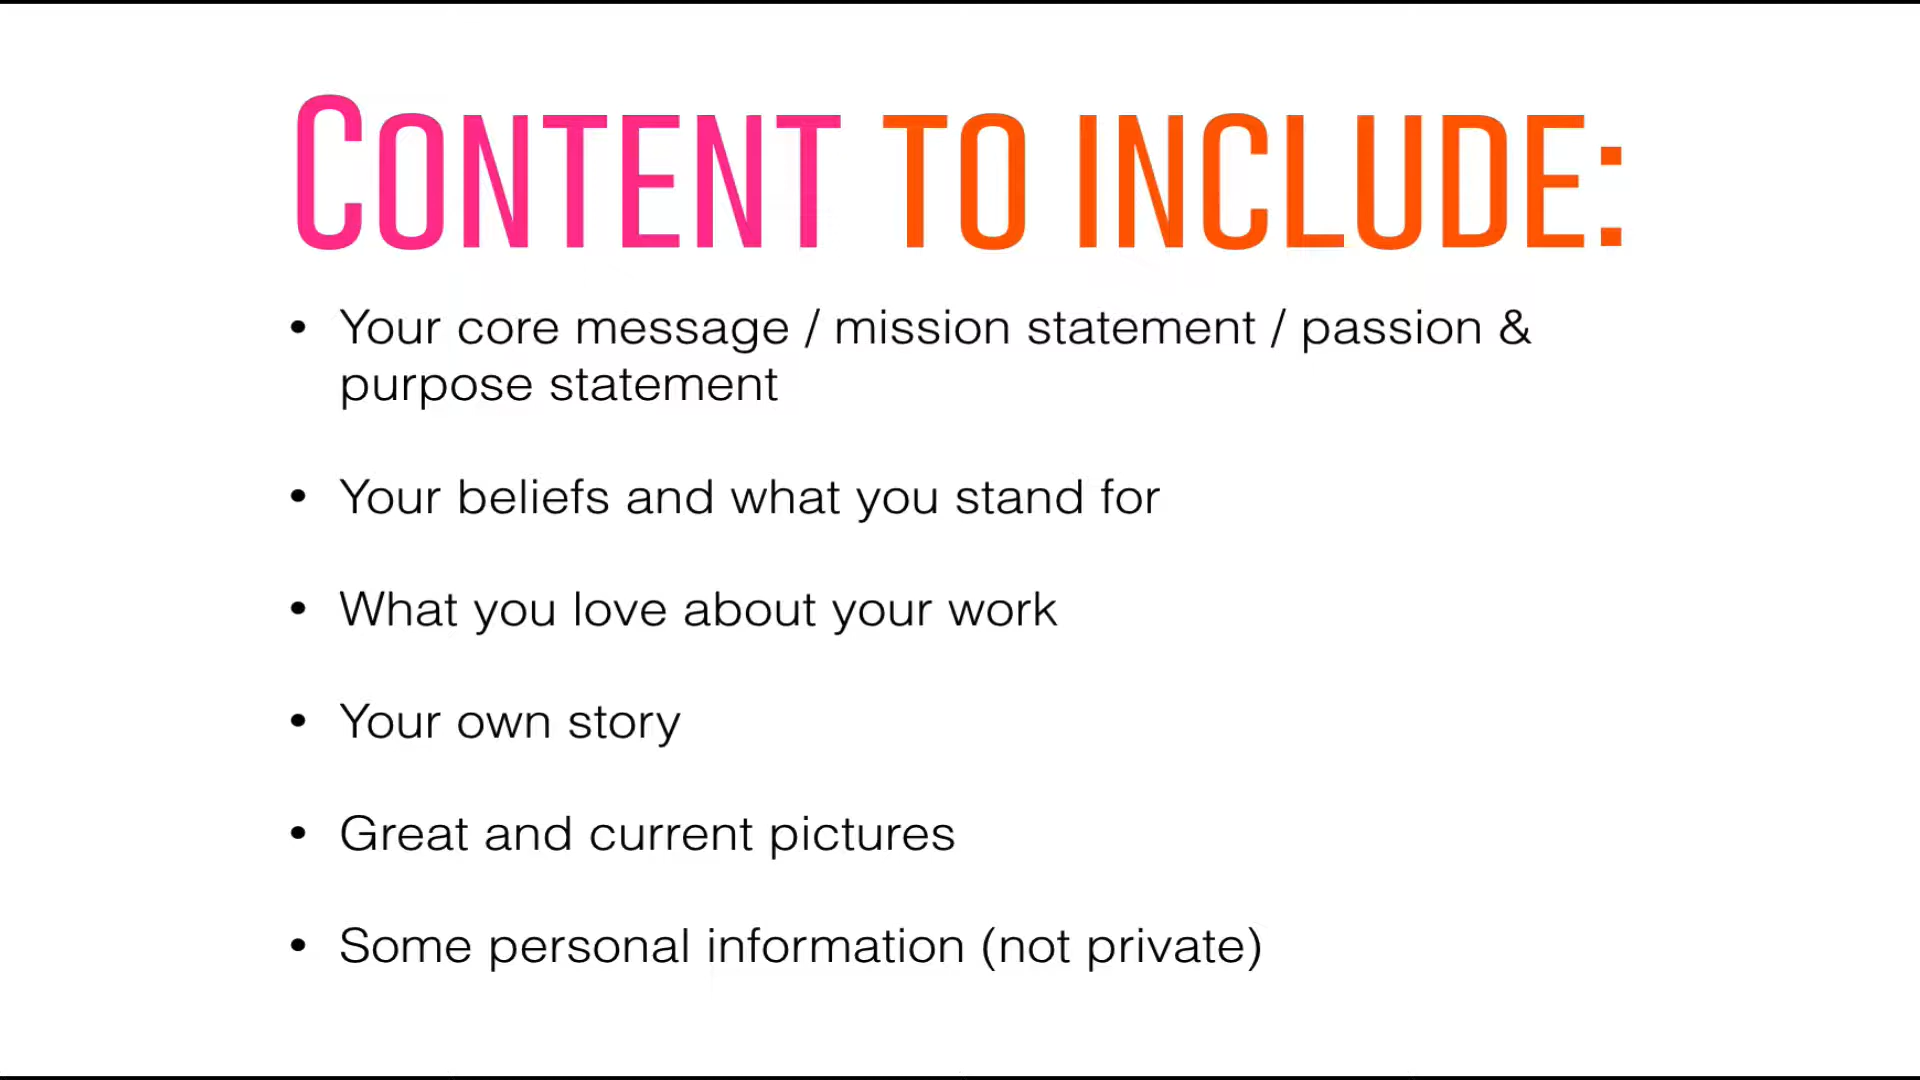 CONTENT TO INCLUDE:
• Your core message / mission statement / passion &
purpose statement
• Your beliefs and what you stand for
• What you love about your work
• Your own story
• Great and current pictures
• Some personal information (not private)